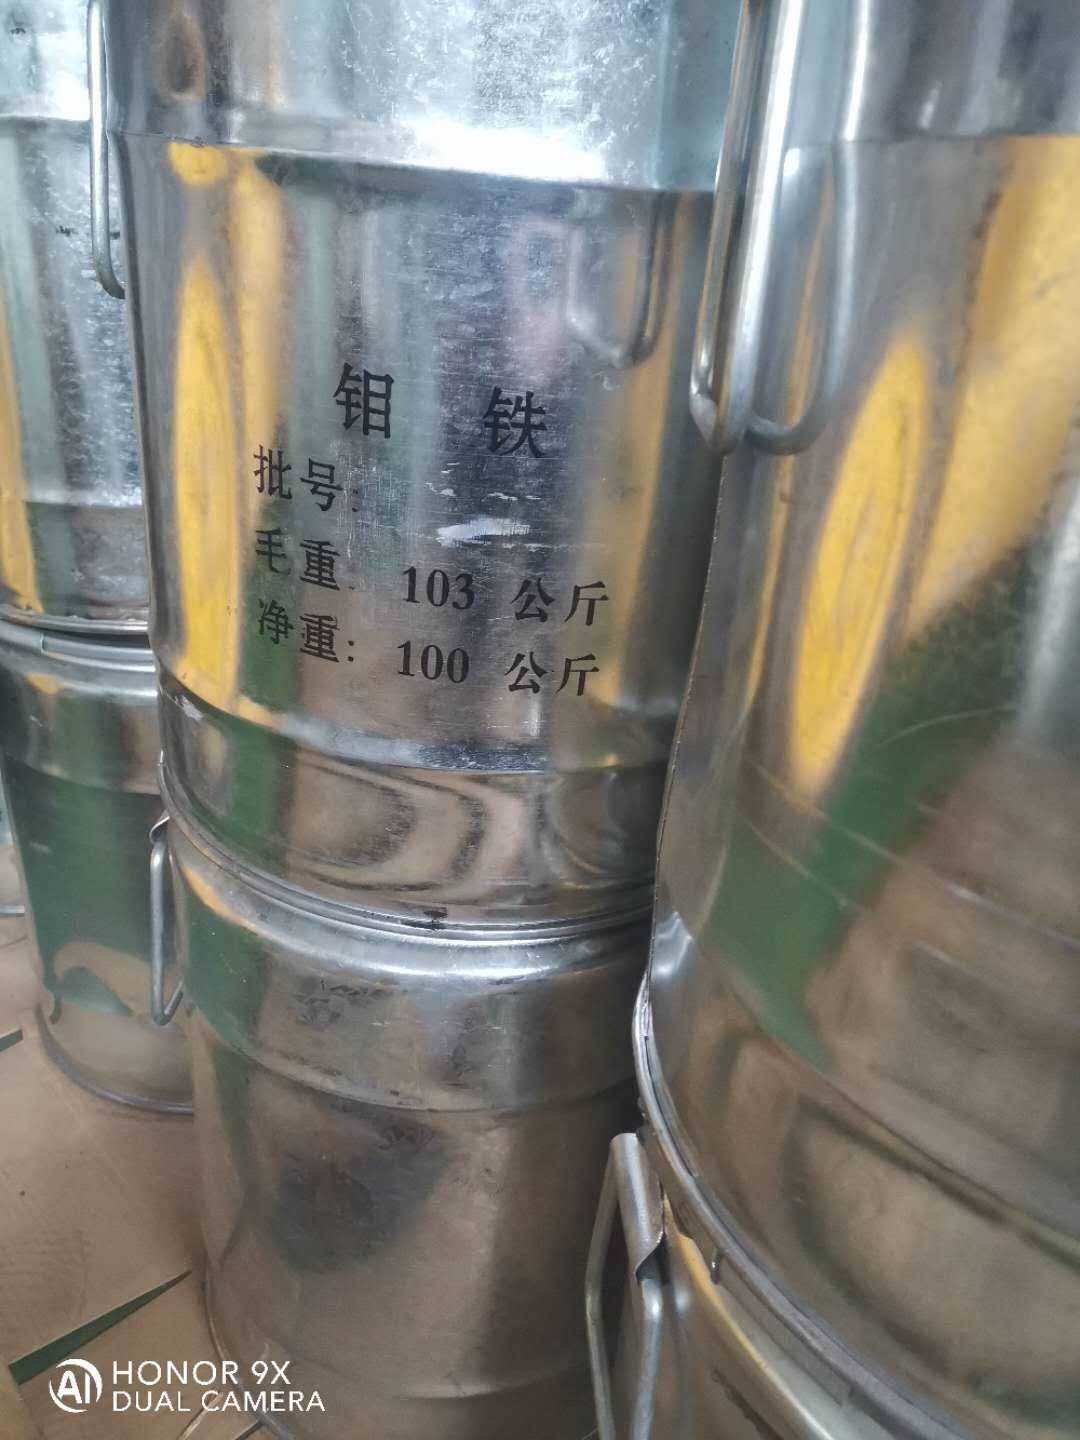 钼 铁
批号:
毛重: 103 公斤
净重: 100 公斤
HONOR 9X
DUAL CAMERA